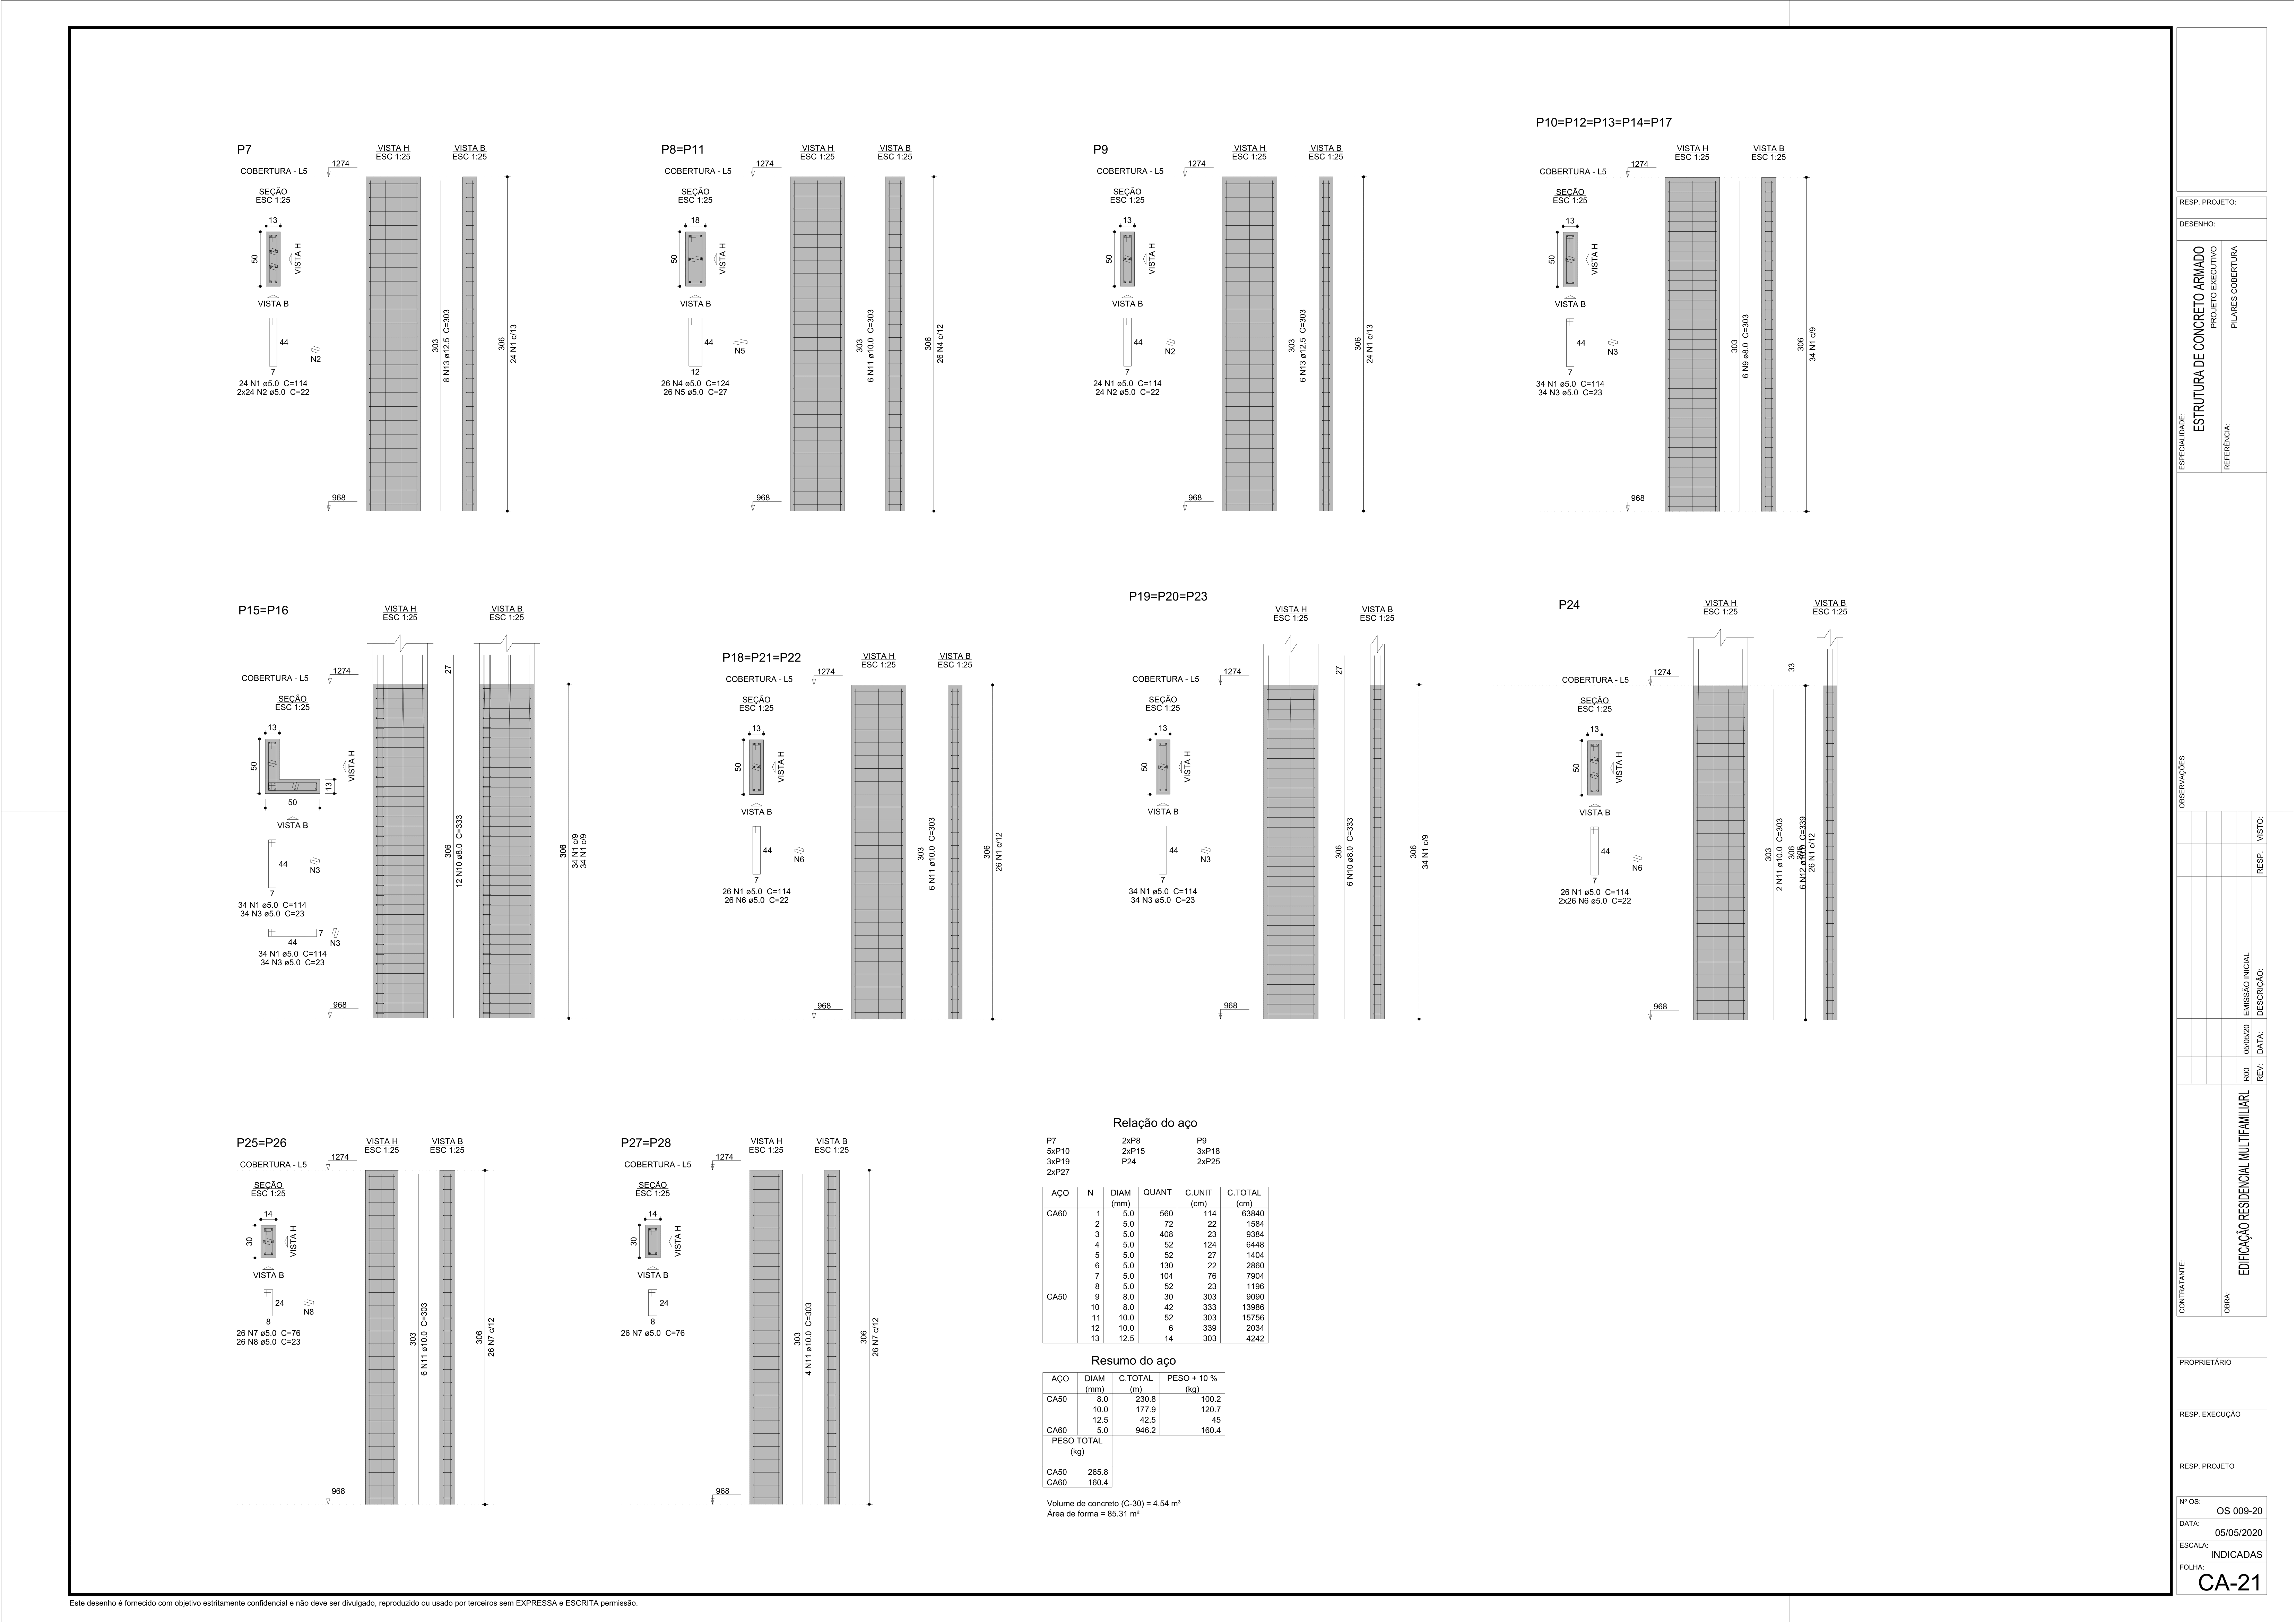 P7
COBERTURA - L5
SEÇÃO
ESC 1:25
13
50
VISTA H
VISTA B
44
7
N2
24 N1 ø5.0  C=114
2x24 N2 ø5.0  C=22
VISTA H
ESC 1:25
VISTA B
ESC 1:25
1274
968
303
8 N13 ø12.5  C=303
306
24 N1 c/13
P8=P11
COBERTURA - L5
SEÇÃO
ESC 1:25
18
50
VISTA H
VISTA B
44
12
N5
26 N4 ø5.0  C=124
26 N5 ø5.0  C=27
VISTA H
ESC 1:25
VISTA B
ESC 1:25
1274
968
303
6 N11 ø10.0  C=303
306
26 N4 c/12
P9
COBERTURA - L5
SEÇÃO
ESC 1:25
13
50
VISTA H
VISTA B
44
7
N2
24 N1 ø5.0  C=114
24 N2 ø5.0  C=22
VISTA H
ESC 1:25
VISTA B
ESC 1:25
1274
968
303
6 N13 ø12.5  C=303
306
24 N1 c/13
P10=P12=P13=P14=P17
COBERTURA - L5
SEÇÃO
ESC 1:25
13
50
VISTA H
VISTA B
44
7
N3
34 N1 ø5.0  C=114
34 N3 ø5.0  C=23
VISTA H
ESC 1:25
VISTA B
ESC 1:25
1274
968
303
6 N9 ø8.0  C=303
306
34 N1 c/9
P15=P16
COBERTURA - L5
SEÇÃO
ESC 1:25
13
50
13
50
VISTA H
VISTA B
44
7
N3
34 N1 ø5.0  C=114
34 N3 ø5.0  C=23
7
44
N3
34 N1 ø5.0  C=114
34 N3 ø5.0  C=23
VISTA H
ESC 1:25
VISTA B
ESC 1:25
1274
968
27
306
12 N10 ø8.0  C=333
306
34 N1 c/9
34 N1 c/9
P18=P21=P22
COBERTURA - L5
SEÇÃO
ESC 1:25
13
50
VISTA H
VISTA B
44
7
N6
26 N1 ø5.0  C=114
26 N6 ø5.0  C=22
VISTA H
ESC 1:25
VISTA B
ESC 1:25
1274
968
303
6 N11 ø10.0  C=303
306
26 N1 c/12
P19=P20=P23
COBERTURA - L5
SEÇÃO
ESC 1:25
13
50
VISTA H
VISTA B
44
7
N3
34 N1 ø5.0  C=114
34 N3 ø5.0  C=23
VISTA H
ESC 1:25
VISTA B
ESC 1:25
1274
968
27
306
6 N10 ø8.0  C=333
306
34 N1 c/9
P24
COBERTURA - L5
SEÇÃO
ESC 1:25
13
50
VISTA H
VISTA B
44
7
N6
26 N1 ø5.0  C=114
2x26 N6 ø5.0  C=22
VISTA H
ESC 1:25
VISTA B
ESC 1:25
1274
968
33
303
2 N11 ø10.0  C=303
306
6 N12 ø10.0  C=339
306
26 N1 c/12
P25=P26
COBERTURA - L5
SEÇÃO
ESC 1:25
14
30
VISTA H
VISTA B
24
8
N8
26 N7 ø5.0  C=76
26 N8 ø5.0  C=23
VISTA H
ESC 1:25
VISTA B
ESC 1:25
1274
968
303
6 N11 ø10.0  C=303
306
26 N7 c/12
P27=P28
COBERTURA - L5
SEÇÃO
ESC 1:25
14
30
VISTA H
VISTA B
24
8
26 N7 ø5.0  C=76
VISTA H
ESC 1:25
VISTA B
ESC 1:25
1274
968
303
4 N11 ø10.0  C=303
306
26 N7 c/12
Relação do aço
P7 2xP8 P9
5xP10 2xP15 3xP18
3xP19 P24 2xP25
2xP27
AÇO N DIAM QUANT C.UNIT C.TOTAL
(mm) (cm) (cm)
CA60 1 5.0 560 114 63840
2 5.0 72 22 1584
3 5.0 408 23 9384
4 5.0 52 124 6448
5 5.0 52 27 1404
6 5.0 130 22 2860
7 5.0 104 76 7904
8 5.0 52 23 1196
CA50 9 8.0 30 303 9090
10 8.0 42 333 13986
11 10.0 52 303 15756
12 10.0 6 339 2034
13 12.5 14 303 4242
Resumo do aço
AÇO DIAM C.TOTAL PESO + 10 %
(mm) (m) (kg)
CA50 8.0 230.8 100.2
10.0 177.9 120.7
12.5 42.5 45
CA60 5.0 946.2 160.4
PESO TOTAL
(kg)
CA50 265.8
CA60 160.4
Volume de concreto (C-30) = 4.54 m³
Área de forma = 85.31 m²
RESP. PROJETO:
DESENHO:
ESPECIALIDADE:
ESTRUTURA DE CONCRETO ARMADO
PROJETO EXECUTIVO
REFERÊNCIA:
PILARES COBERTURA
OBSERVAÇÕES
R00 05/05/20 EMISSÃO INICIAL
REV: DATA: DESCRIÇÃO: RESP. VISTO:
CONTRATANTE:
OBRA:
EDIFICAÇÃO RESIDENCIAL MULTIFAMILIARL
PROPRIETÁRIO
RESP. EXECUÇÃO
RESP. PROJETO
Nº OS:
OS 009-20
DATA:
05/05/2020
ESCALA:
INDICADAS
FOLHA:
CA-21
Este desenho é fornecido com objetivo estritamente confidencial e não deve ser divulgado, reproduzido ou usado por terceiros sem EXPRESSA e ESCRITA permissão.